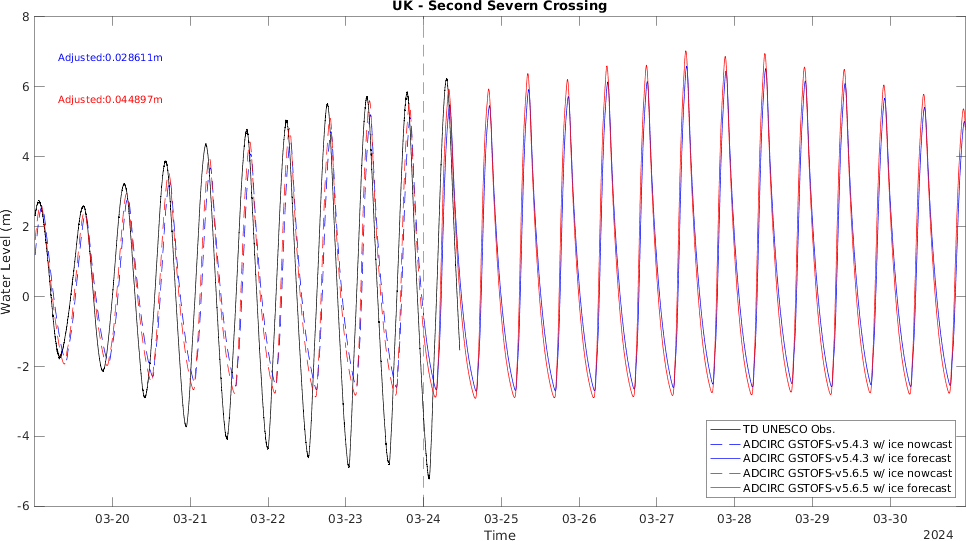 UK - Second Severn Crossing
Adjusted:0.028611m
Adjusted:0.044897m
Water Level (m)
8
6
4
2
0
-2
-4
-6
03-20 03-21 03-22 03-23 03-24 03-25 03-26 03-27 03-28 03-29 03-30
Time
2024
TD UNESCO Obs.
ADCIRC GSTOFS-v5.4.3 w/ ice nowcast
ADCIRC GSTOFS-v5.4.3 w/ ice forecast
ADCIRC GSTOFS-v5.6.5 w/ ice nowcast
ADCIRC GSTOFS-v5.6.5 w/ ice forecast